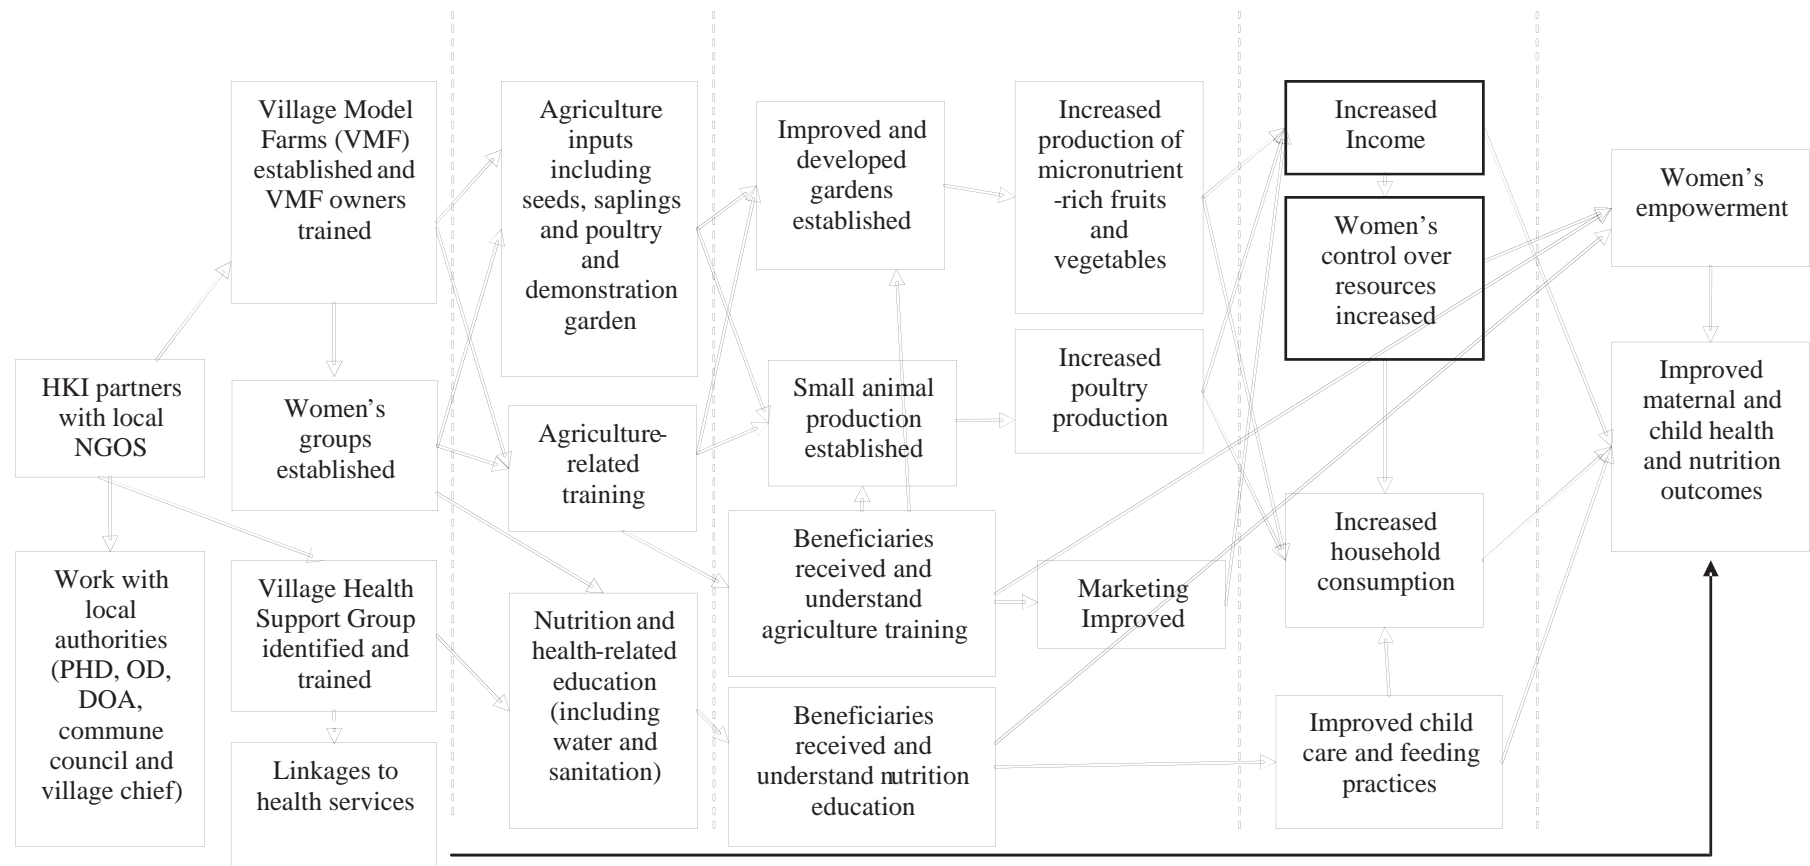 HKI partners
with local
NGOS
Work with
local
authorities
(PHD, OD,
DOA,
commune
council and
village chief)
Village Model
Farms (VMF)
established and
VMF owners
trained
Women’s
groups
established
Village Health
Support Group
identified and
trained
Linkages to
health services
Agriculture
inputs
including
seeds, saplings
and poultry
and
demonstration
garden
Agriculture-
related
training
Nutrition and
health-related
education
(including
water and
sanitation)
Improved and
developed
gardens
established
Small animal
production
established
Beneficiaries
received and
understand
agriculture training
Beneficiaries
received and
understand nutrition
education
Increased
production of
micronutrient
-rich fruits
and
vegetables
Increased
poultry
production
Marketing
Improved
Increased
Income
Women’s
control over
resources
increased
Increased
household
consumption
Improved child
care and feeding
practices
Women’s
empowerment
Improved
maternal and
child health
and nutrition
outcomes